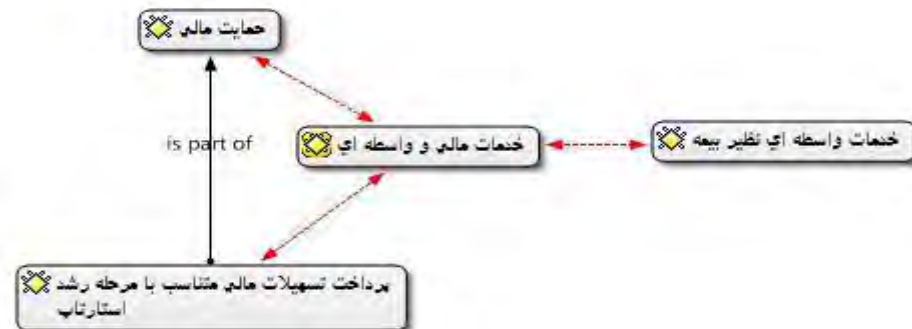 حمايت مالي
is part of
خدمات مالي و واسطه اي
خدمات واسطه اي نظير بيمه
پرداخت تسهيلات مالي متناسب با مرحله رشد
استارتاپ